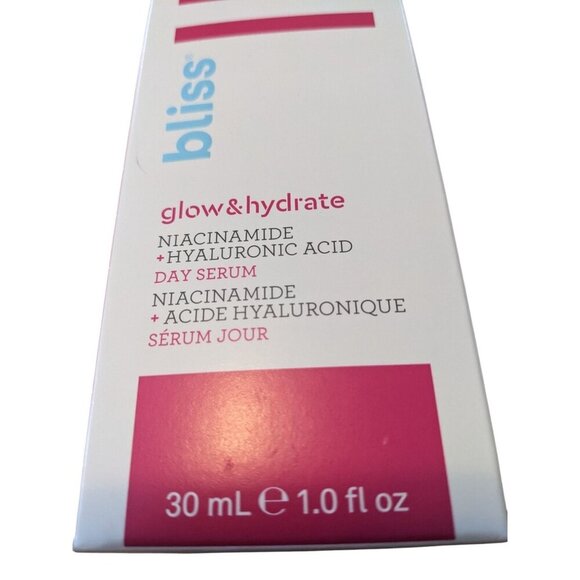 bliss®
glow&hydrate
NIACINAMIDE
+HYALURONIC ACID
DAY SERUM
NIACINAMIDE
+ ACIDE HYALURONIQUE
SÉRUM JOUR
30 mL ℮ 1.0 fl oz